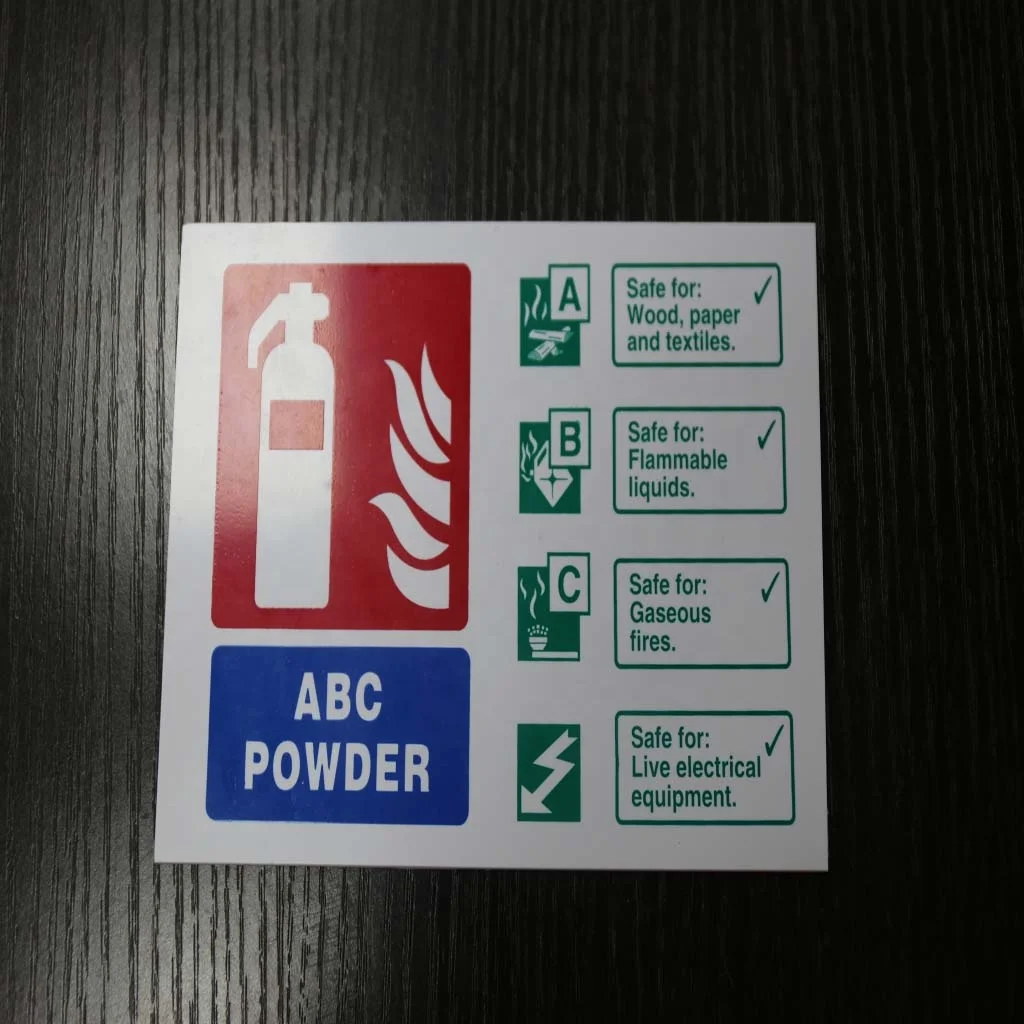 ABC
POWDER
A
Safe for:
Wood, paper
and textiles.
B
Safe for:
Flammable
liquids.
C
Safe for:
Gaseous
fires.
Safe for:
Live electrical
equipment.